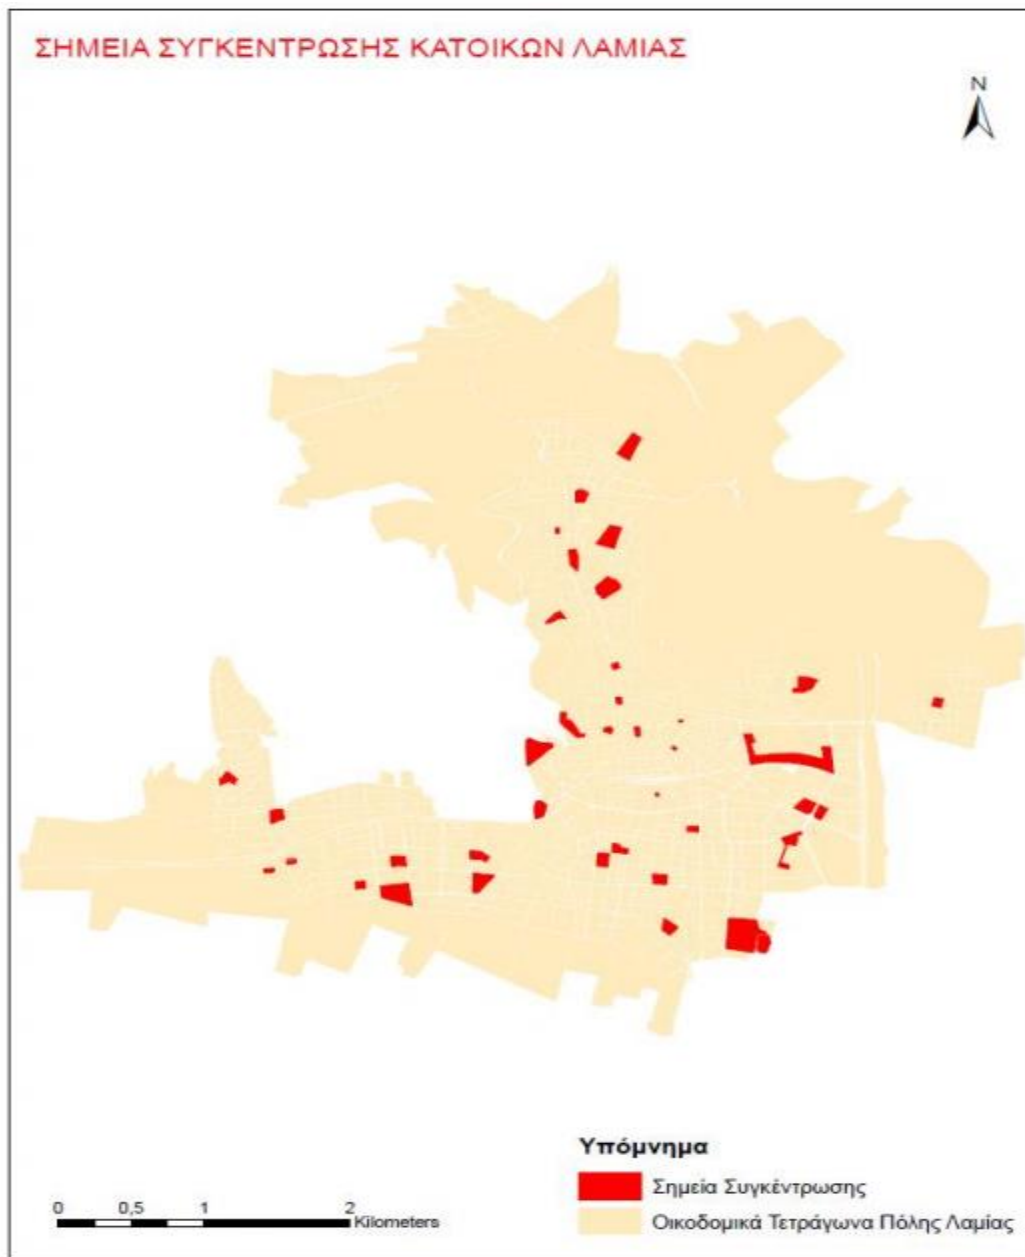 ΣΗΜΕΙΑ ΣΥΓΚΕΝΤΡΩΣΗΣ ΚΑΤΟΙΚΩΝ ΛΑΜΙΑΣ
N
Υπόμνημα
Σημεία Συγκέντρωσης
Οικοδομικά Τετράγωνα Πόλης Λαμίας
0 0,5 1 2
Kilometers